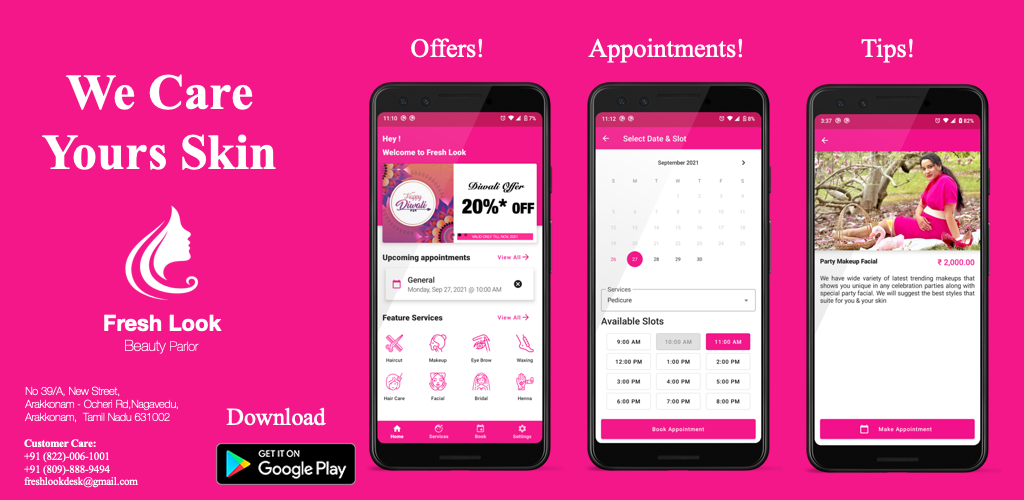 We Care
Yours Skin
Fresh Look
Beauty Parlor
No 39/A, New Street,
Arakkonam - Ocheri Rd,Nagavedu,
Arakkonam, Tamil Nadu 631002
Customer Care:
+91 (822)-006-1001
+91 (809)-888-9494
freshlookdesk@gmail.com
Download
GET IT ON
Google Play
Offers!
11:10
7%
Hey !
Welcome to Fresh Look
Happy
Diwali
Diwali Offer
20%* OFF
VALID ONLY TILL NOV, 2021
Upcoming appointments
View All
General
Monday, Sep 27, 2021 @ 10:00 AM
Feature Services
View All
Haircut Makeup Eye Brow Waxing
Hair Care Facial Bridal Henna
Home Services Book Settings
Appointments!
11:12
8%
Select Date & Slot
September 2021
S M T W T F S
1 2 3 4
5 6 7 8 9 10 11
12 13 14 15 16 17 18
19 20 21 22 23 24 25
26 27 28 29 30
Services
Pedicure
Available Slots
9:00 AM 10:00 AM 11:00 AM
12:00 PM 1:00 PM 2:00 PM
3:00 PM 4:00 PM 5:00 PM
6:00 PM 7:00 PM 8:00 PM
Book Appointment
Tips!
3:37
82%
Party Makeup Facial
₹ 2,000.00
We have wide variety of latest trending makeups that
shows you unique in any celebration parties along with
special party facial. We will suggest the best styles that
suite for you & your skin
Make Appointment